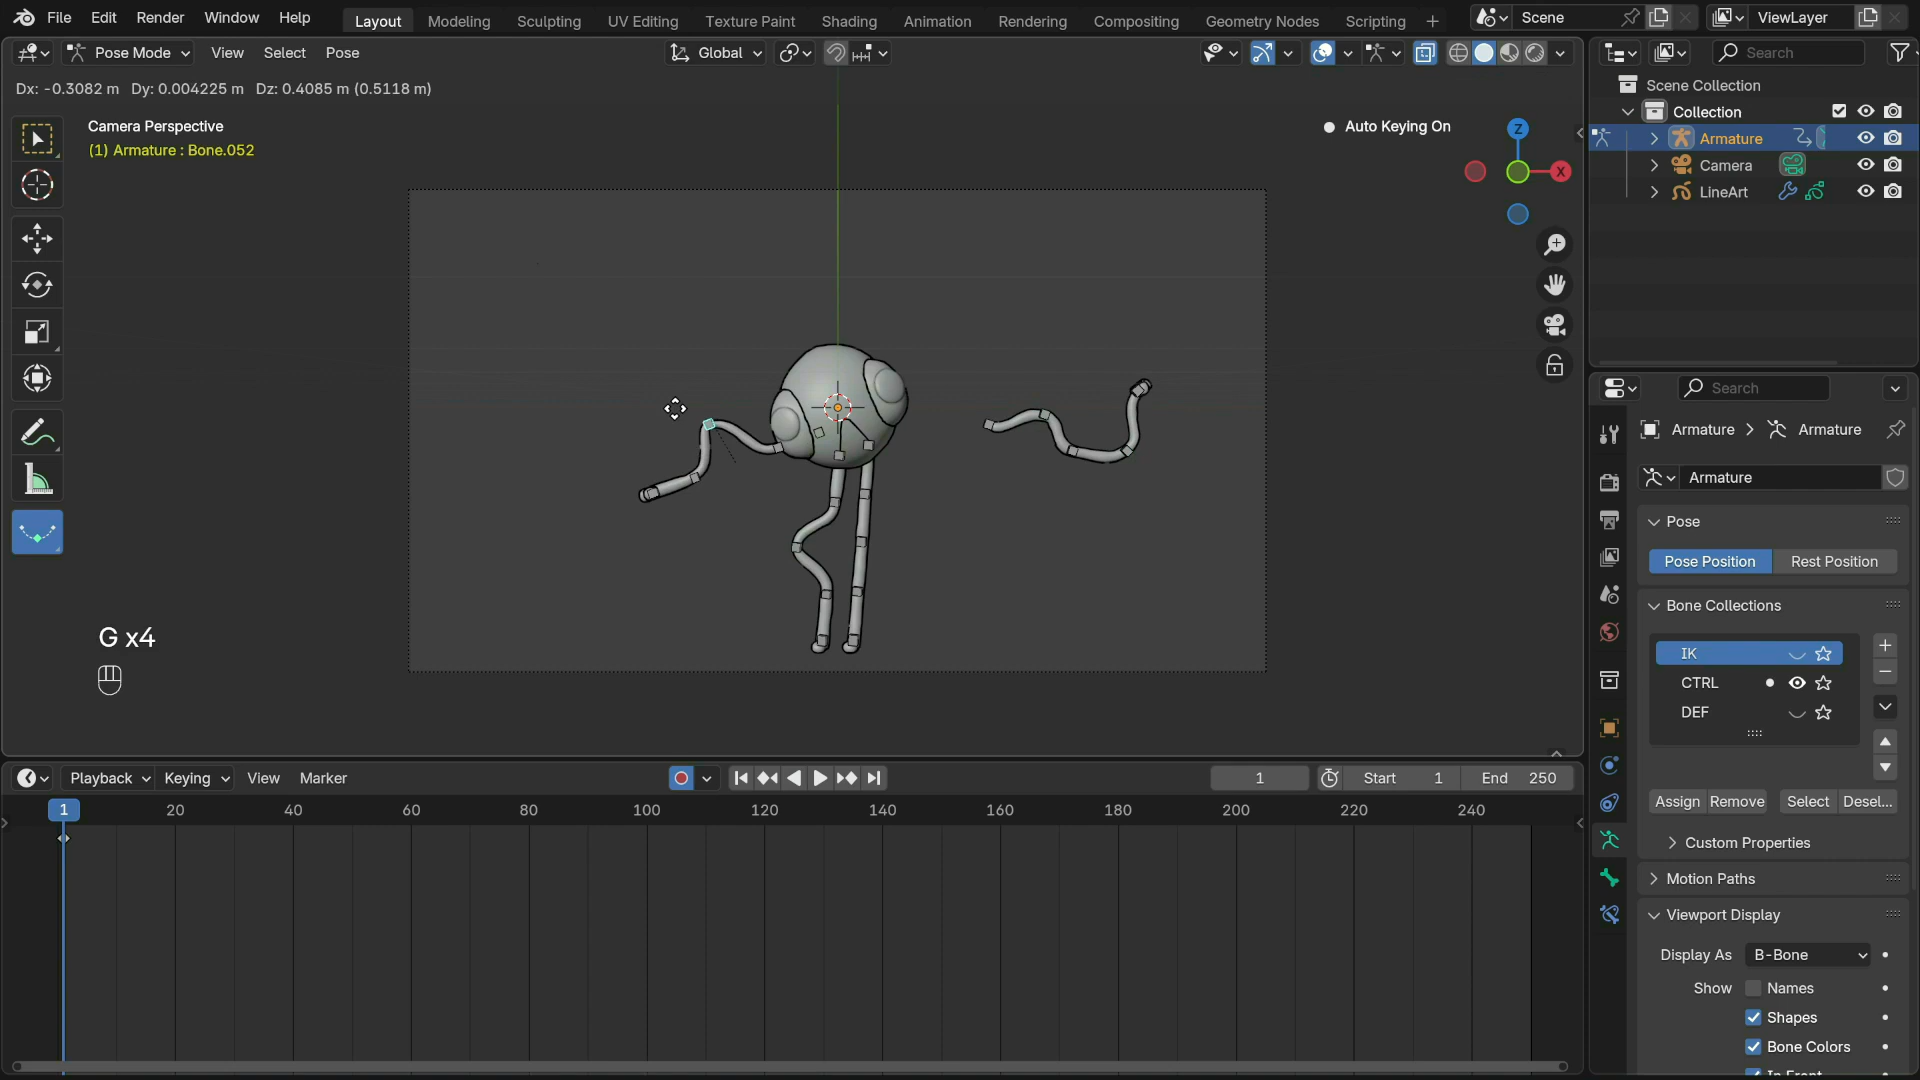 File Edit Render Window Help Layout Modeling Sculpting UV Editing Texture Paint Shading Animation Rendering Compositing Geometry Nodes Scripting + Scene ViewLayer
Pose Mode View Select Pose Global Search
Dx: -0.3082 m Dy: 0.004225 m Dz: 0.4085 m (0.5118 m)
Camera Perspective
(1) Armature : Bone.052
Auto Keying On
Z
X
G x4
Scene Collection
Collection
Armature
Camera
LineArt
Search
Armature > Armature
Armature
Pose
Pose Position Rest Position
Bone Collections
IK
CTRL
DEF
Assign Remove Select Desel...
Custom Properties
Motion Paths
Viewport Display
Display As B-Bone
Show Names
Shapes
Bone Colors
In Front
Playback Keying View Marker 1 Start 1 End 250
1 20 40 60 80 100 120 140 160 180 200 220 240